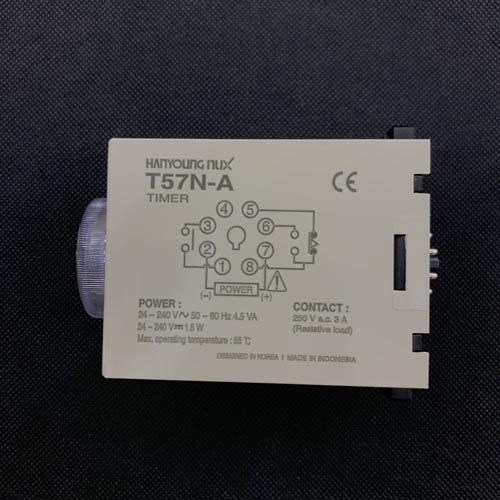 HANYOUNG nux
T57N-A
TIMER
CE
4 5
3 6
2 7
1 8
(-) POWER (+)
POWER :
24 ~ 240 V∼ 50 ~ 60 Hz 4.5 VA
24 ~ 240 V⎓ 1.5 W
Max. operating temperature : 55 ℃
CONTACT :
250 V a.c. 3 A
(Resistive load)
DESIGNED IN KOREA I MADE IN INDONESIA